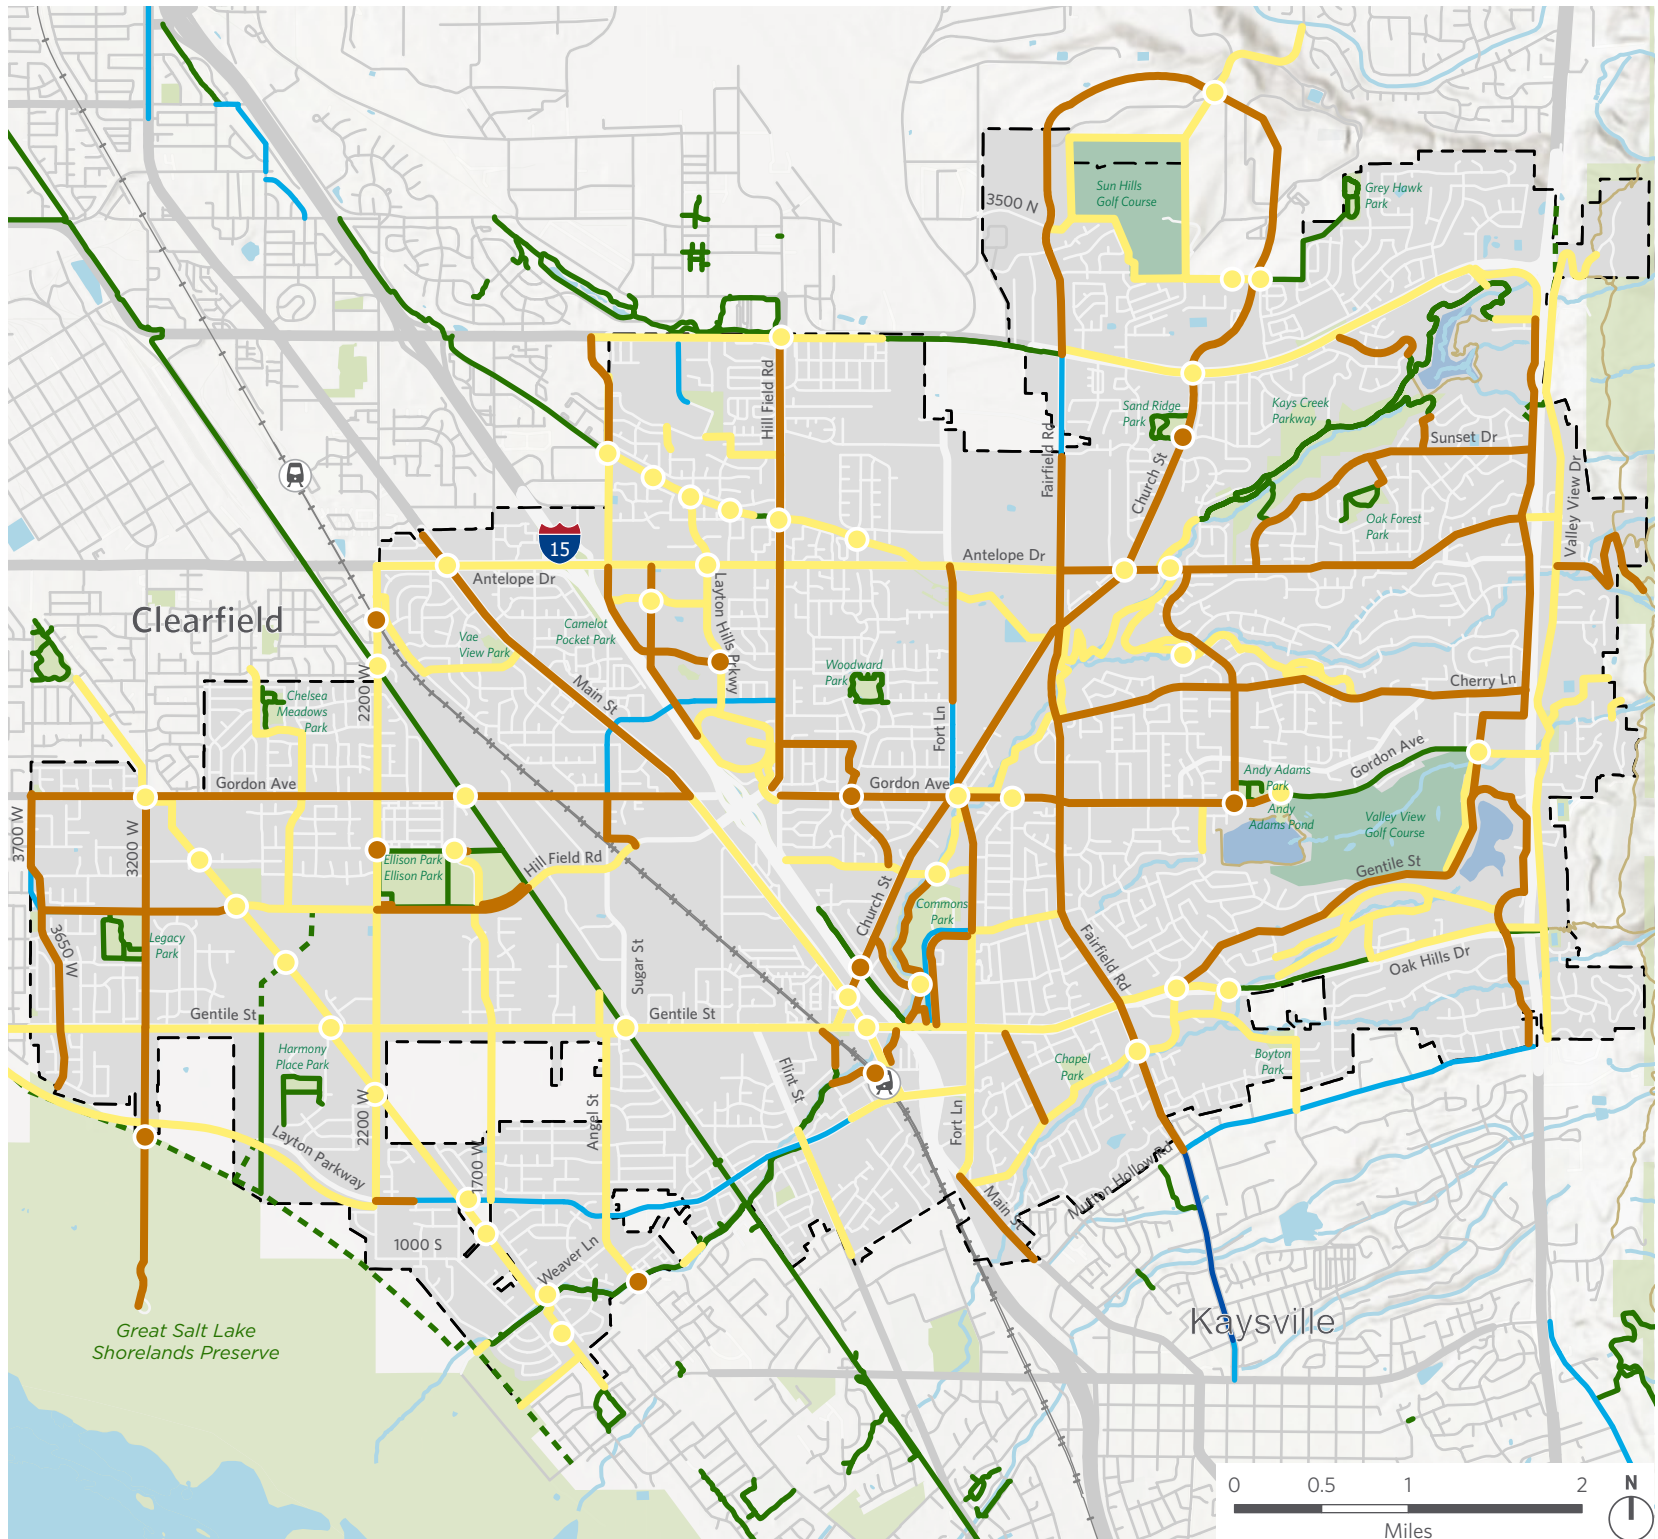 Sun Hills
Golf Course
3500 N
Grey Hawk
Park
Hill Field Rd
Fairfield Rd
Sand Ridge
Park
Kays Creek
Parkway
Church St
Sunset Dr
Valley View Dr
Oak Forest
Park
15
Antelope Dr
Antelope Dr
Clearfield
Vae
View Park
Camelot
Pocket Park
Layton Hills Prkwy
Woodward
Park
2200 W
Chelsea
Meadows
Park
Main St
Fort Ln
Cherry Ln
Gordon Ave
Gordon Ave
Gordon Ave
Andy Adams
Park
Andy
Adams Pond
Valley View
Golf Course
3700 W
3200 W
Ellison Park
Ellison Park
Hill Field Rd
Gentile St
Church St
Commons
Park
3650 W
Legacy
Park
Sugar St
Fairfield Rd
Oak Hills Dr
Gentile St
Gentile St
Harmony
Place Park
Flint St
Chapel
Park
Boyton
Park
2200 W
Angel St
Fort Ln
Layton Parkway
1700 W
Mutton Hollow Rd
Main St
1000 S
Weaver Ln
Great Salt Lake
Shorelands Preserve
Kaysville
0 0.5 1 2
Miles
N